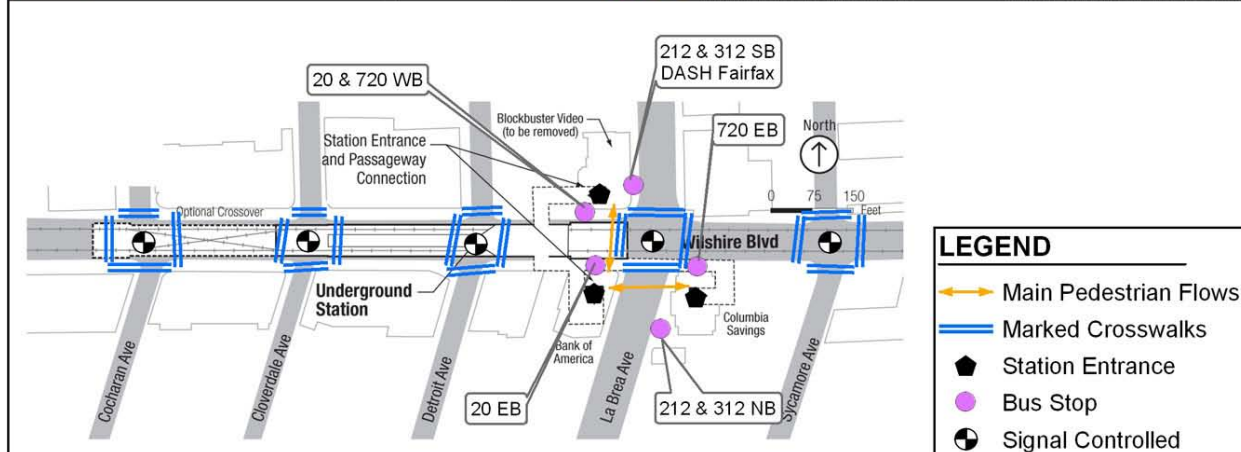 212 & 312 SB
DASH Fairfax
20 & 720 WB
Blockbuster Video
(to be removed)
720 EB
North
Station Entrance
and Passageway
Connection
0 75 150
Feet
Optional Crossover
Wilshire Blvd
Underground
Station
Columbia
Savings
Bank of
America
Cocharan Ave
Cloverdale Ave
Detroit Ave
La Brea Ave
Sycamore Ave
20 EB
212 & 312 NB
LEGEND
Main Pedestrian Flows
Marked Crosswalks
Station Entrance
Bus Stop
Signal Controlled